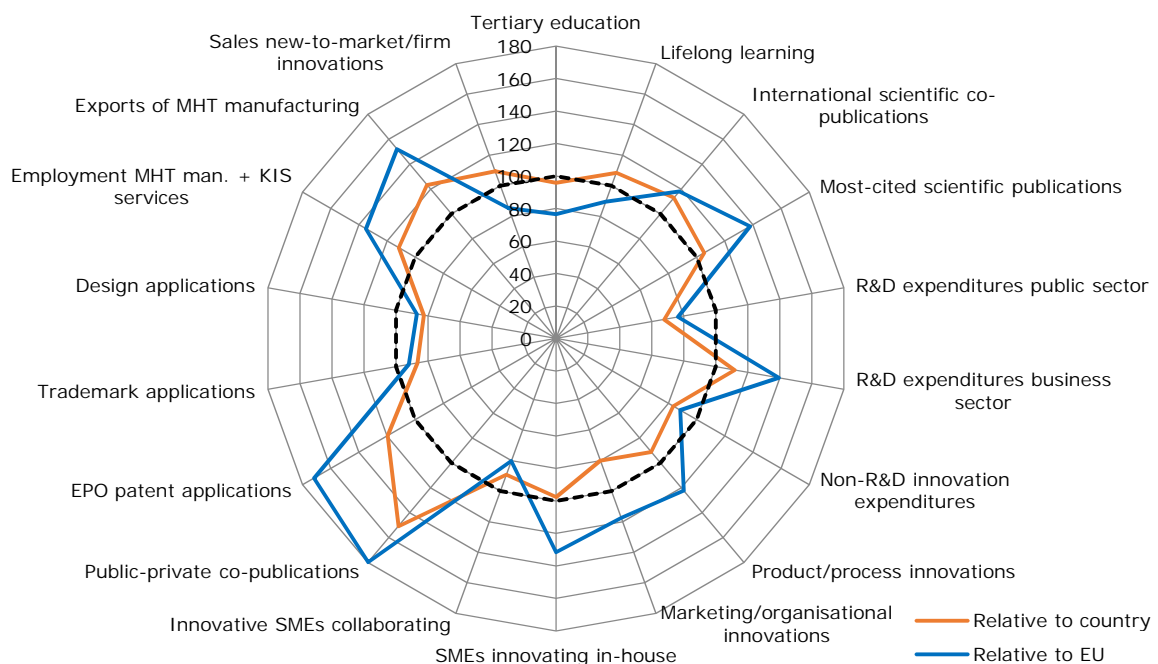 Tertiary education
Lifelong learning
International scientific co-
publications
Most-cited scientific publications
R&D expenditures public sector
R&D expenditures business
sector
Non-R&D innovation
expenditures
Product/process innovations
Marketing/organisational
innovations
SMEs innovating in-house
Innovative SMEs collaborating
Public-private co-publications
EPO patent applications
Trademark applications
Design applications
Employment MHT man. + KIS
services
Exports of MHT manufacturing
Sales new-to-market/firm
innovations
180
160
140
120
100
80
60
40
20
0
Relative to country
Relative to EU